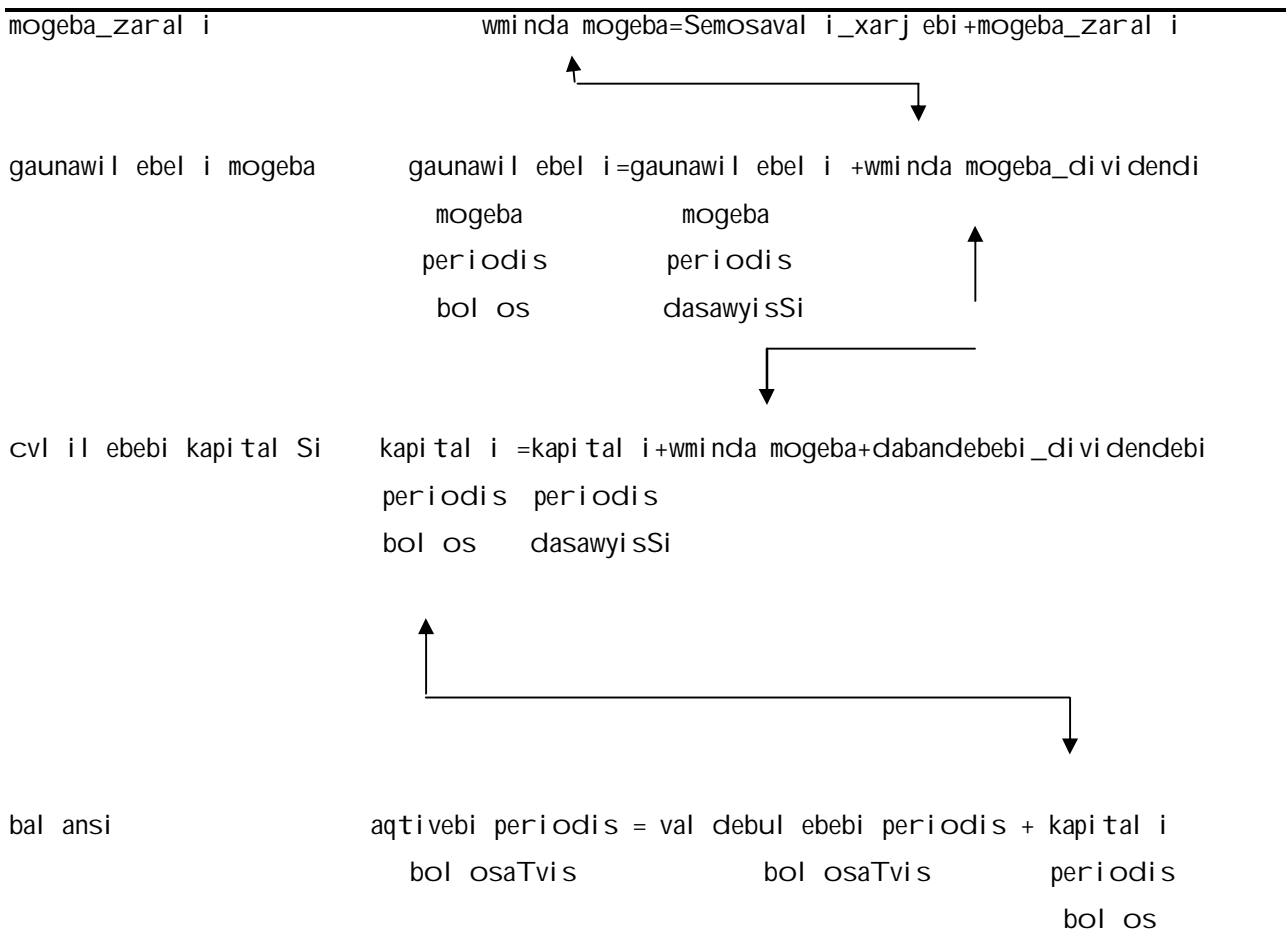 mogeba_zarali wminda mogeba=Semosavali_xarjebi+mogeba_zarali
gaunawilebeli mogeba gaunawilebeli=gaunawilebeli +wminda mogeba_dividendi
mogeba mogeba
periodis periodis
bolos dasawyisSi
cvlilebebi kapitalSi kapitali =kapitali+wminda mogeba+dabandebebi_dividendebi
periodis periodis
bolos dasawyisSi
balansi aqtivebi periodis = valdebulebebi periodis + kapitali
bolosaTvis bolosaTvis periodis
bolos